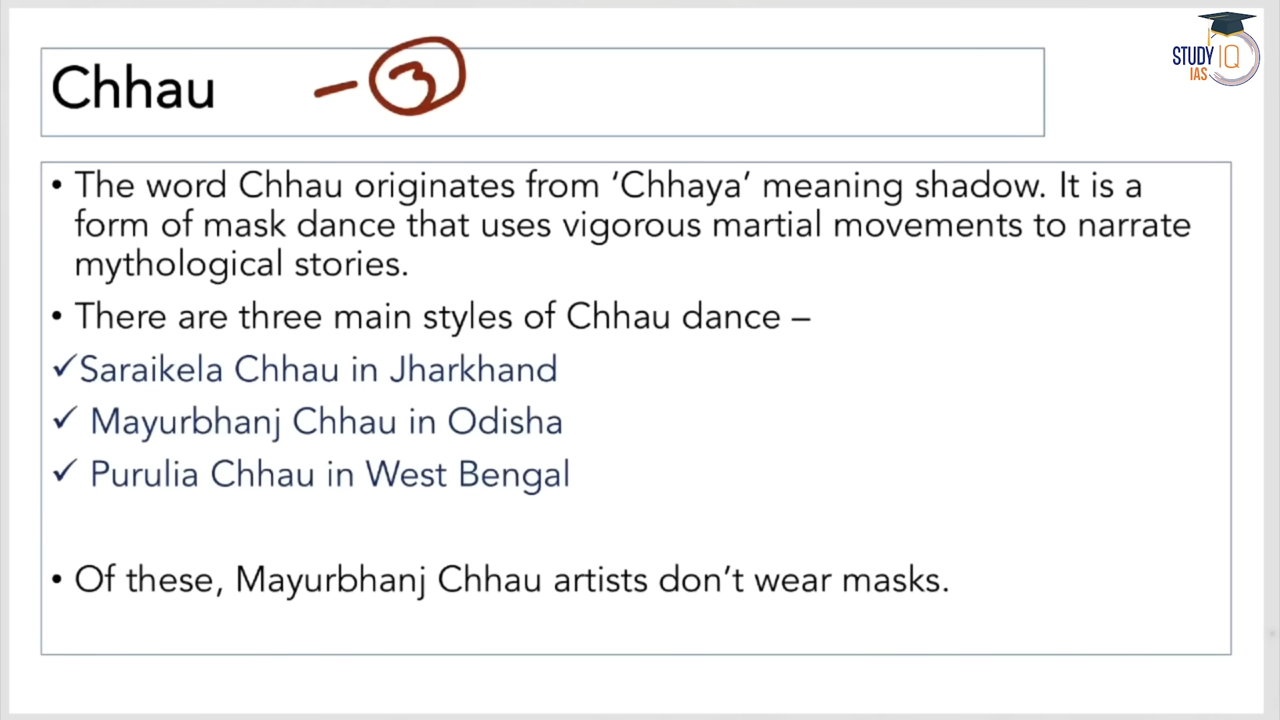 STUDY IQ
IAS
Chhau – 3
• The word Chhau originates from ‘Chhaya’ meaning shadow. It is a
form of mask dance that uses vigorous martial movements to narrate
mythological stories.
• There are three main styles of Chhau dance –
✓Saraikela Chhau in Jharkhand
✓ Mayurbhanj Chhau in Odisha
✓ Purulia Chhau in West Bengal
• Of these, Mayurbhanj Chhau artists don’t wear masks.